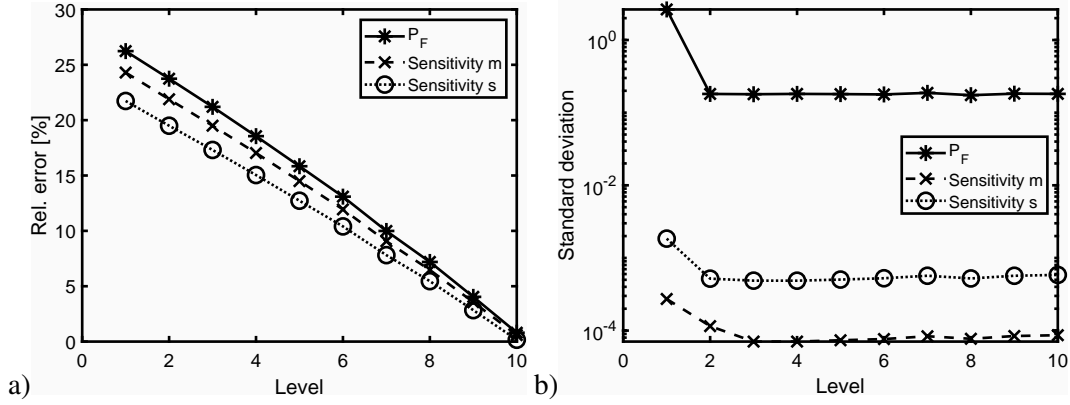 a)
Rel. error [%]
30
25
20
15
10
5
0
0 2 4 6 8 10
Level
P_F
Sensitivity m
Sensitivity s
b)
Standard deviation
10^0
10^-2
10^-4
0 2 4 6 8 10
Level
P_F
Sensitivity m
Sensitivity s